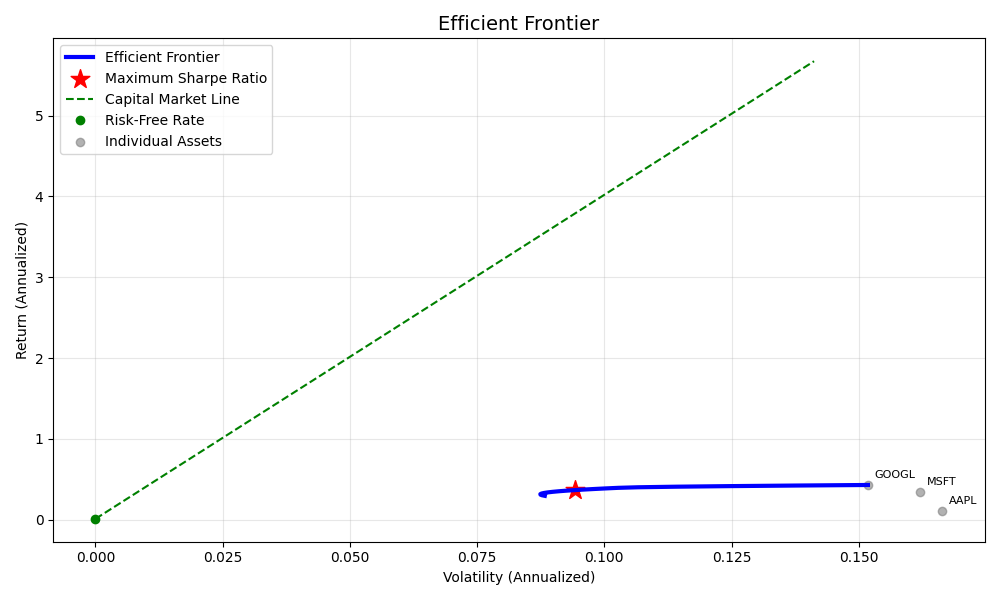 Efficient Frontier
Efficient Frontier
Maximum Sharpe Ratio
Capital Market Line
Risk-Free Rate
Individual Assets
Return (Annualized)
5
4
3
2
1
0
GOOGL
MSFT
AAPL
0.000 0.025 0.050 0.075 0.100 0.125 0.150
Volatility (Annualized)